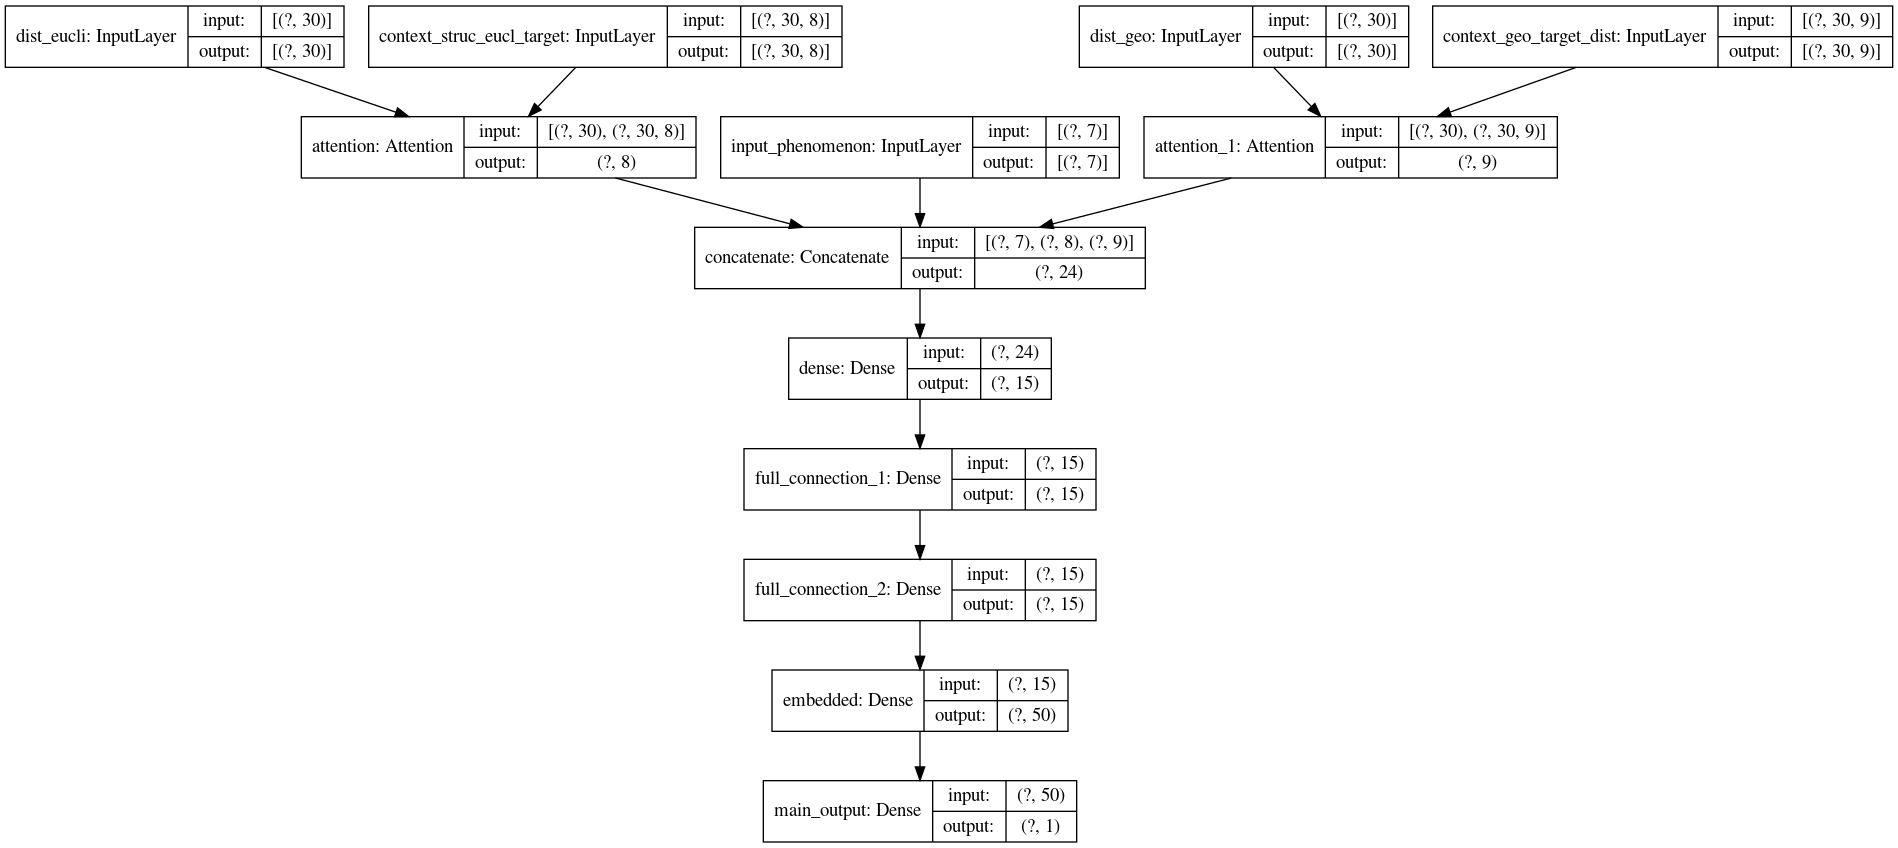 dist_eucli: InputLayer
input: [(?, 30)]
output: [(?, 30)]
context_struc_eucl_target: InputLayer
input: [(?, 30, 8)]
output: [(?, 30, 8)]
dist_geo: InputLayer
input: [(?, 30)]
output: [(?, 30)]
context_geo_target_dist: InputLayer
input: [(?, 30, 9)]
output: [(?, 30, 9)]
attention: Attention
input: [(?, 30), (?, 30, 8)]
output: (?, 8)
input_phenomenon: InputLayer
input: [(?, 7)]
output: [(?, 7)]
attention_1: Attention
input: [(?, 30), (?, 30, 9)]
output: (?, 9)
concatenate: Concatenate
input: [(?, 7), (?, 8), (?, 9)]
output: (?, 24)
dense: Dense
input: (?, 24)
output: (?, 15)
full_connection_1: Dense
input: (?, 15)
output: (?, 15)
full_connection_2: Dense
input: (?, 15)
output: (?, 15)
embedded: Dense
input: (?, 15)
output: (?, 50)
main_output: Dense
input: (?, 50)
output: (?, 1)